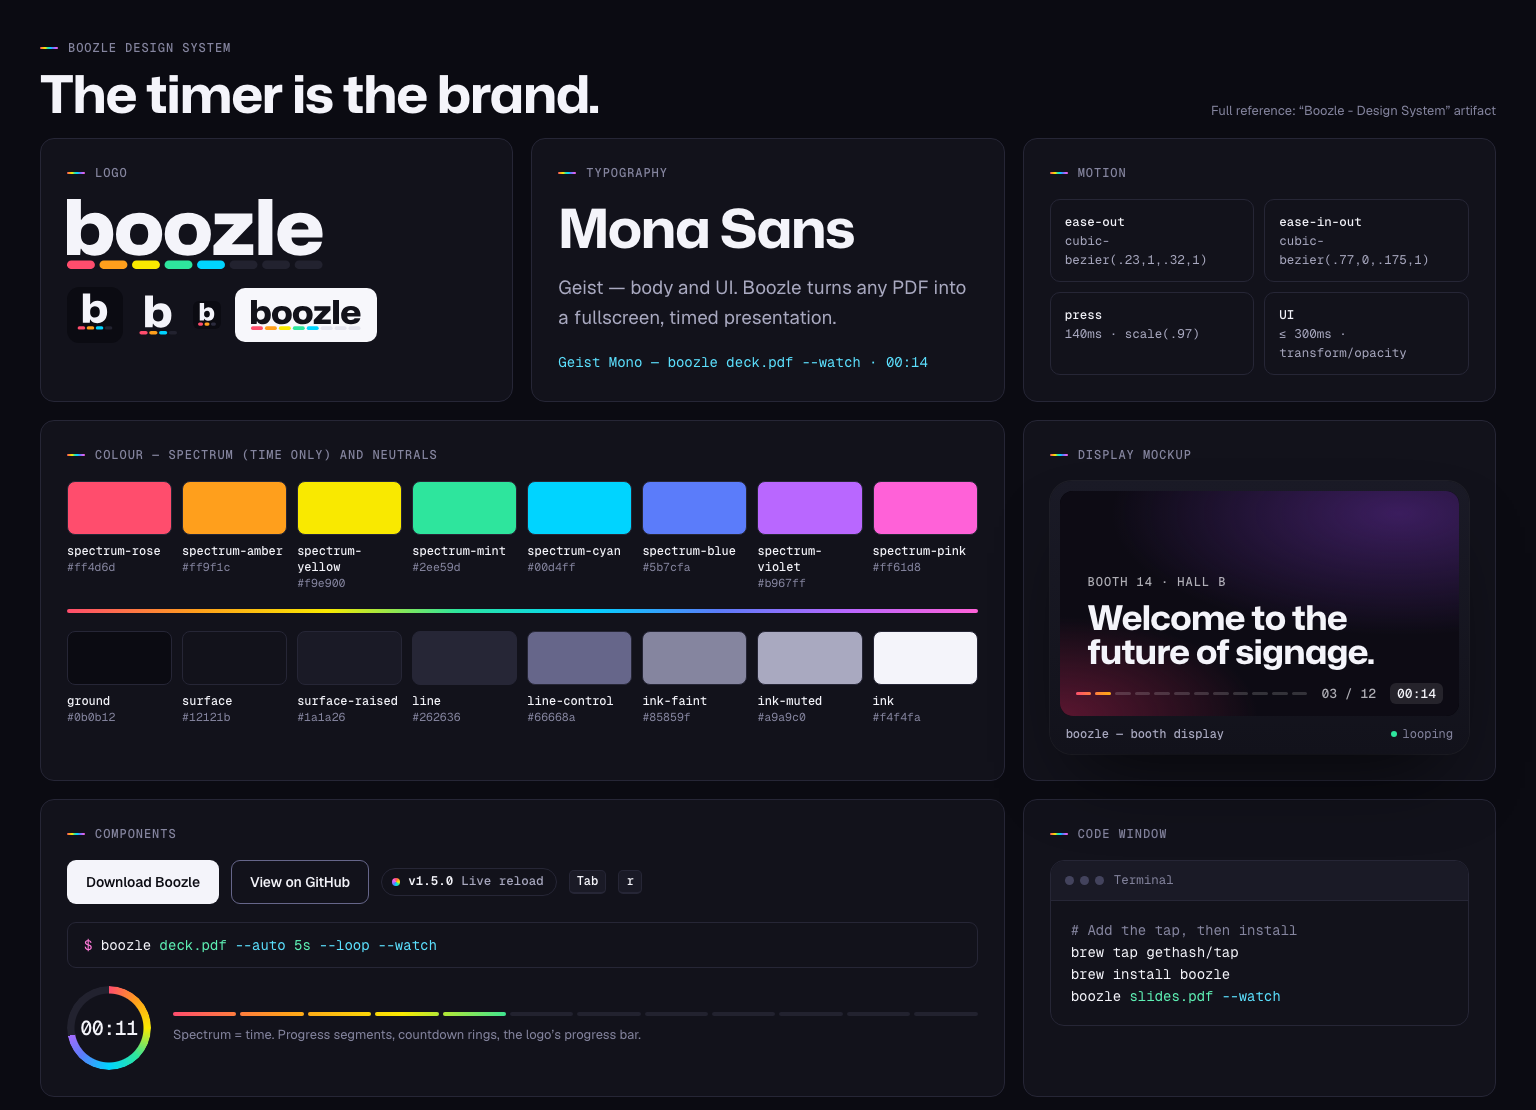 BOOZLE DESIGN SYSTEM
The timer is the brand.
Full reference: “Boozle - Design System” artifact
LOGO
boozle
b
b
b
boozle
TYPOGRAPHY
Mona Sans
Geist — body and UI. Boozle turns any PDF into
a fullscreen, timed presentation.
Geist Mono — boozle deck.pdf --watch · 00:14
MOTION
ease-out
cubic-
bezier(.23,1,.32,1)
ease-in-out
cubic-
bezier(.77,0,.175,1)
press
140ms · scale(.97)
UI
≤ 300ms ·
transform/opacity
COLOUR — SPECTRUM (TIME ONLY) AND NEUTRALS
spectrum-rose
#ff4d6d
spectrum-amber
#ff9f1c
spectrum-
yellow
#f9e900
spectrum-mint
#2ee59d
spectrum-cyan
#00d4ff
spectrum-blue
#5b7cfa
spectrum-
violet
#b967ff
spectrum-pink
#ff61d8
ground
#0b0b12
surface
#12121b
surface-raised
#1a1a26
line
#262636
line-control
#66668a
ink-faint
#85859f
ink-muted
#a9a9c0
ink
#f4f4fa
DISPLAY MOCKUP
BOOTH 14 · HALL B
Welcome to the
future of signage.
03 / 12
00:14
boozle — booth display
looping
COMPONENTS
Download Boozle
View on GitHub
v1.5.0 Live reload
Tab
r
$ boozle deck.pdf --auto 5s --loop --watch
00:11
Spectrum = time. Progress segments, countdown rings, the logo’s progress bar.
CODE WINDOW
Terminal
# Add the tap, then install
brew tap gethash/tap
brew install boozle
boozle slides.pdf --watch